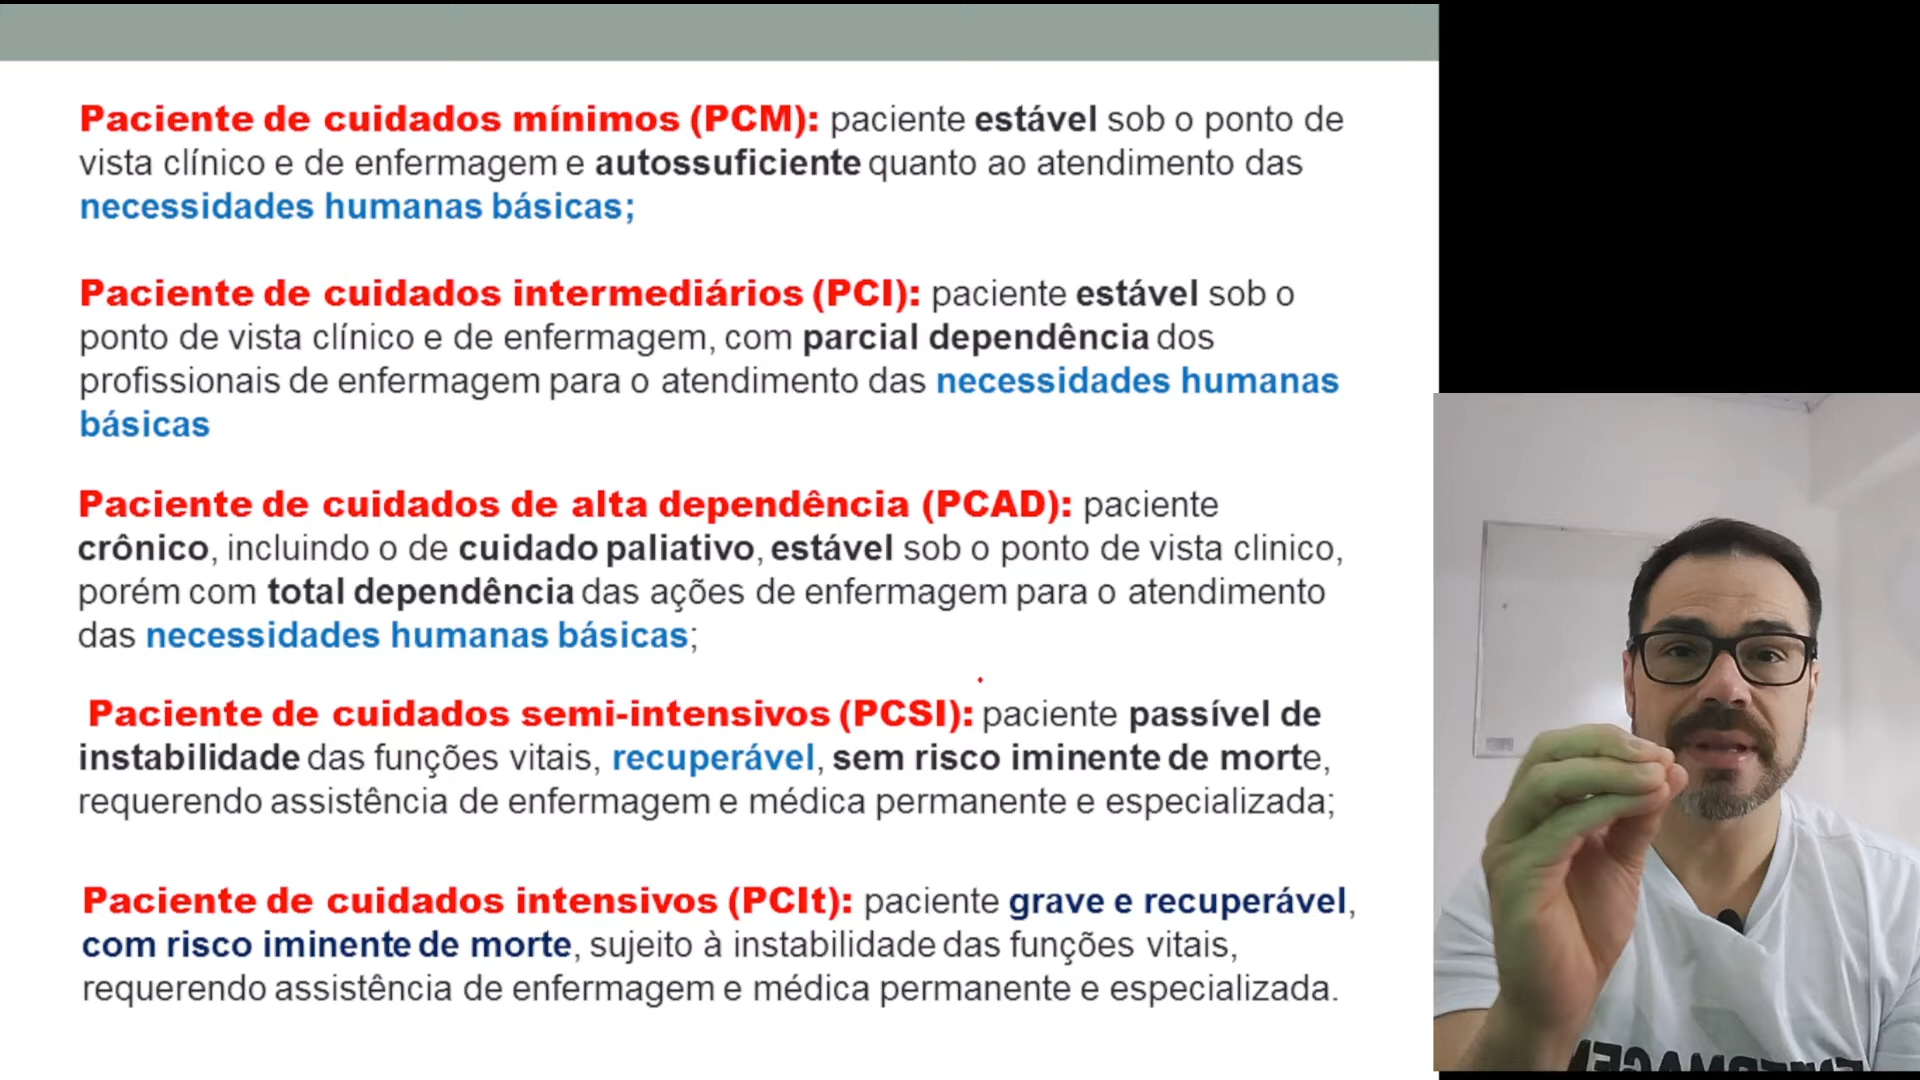 Paciente de cuidados mínimos (PCM): paciente estável sob o ponto de
vista clínico e de enfermagem e autossuficiente quanto ao atendimento das
necessidades humanas básicas;
Paciente de cuidados intermediários (PCI): paciente estável sob o
ponto de vista clínico e de enfermagem, com parcial dependência dos
profissionais de enfermagem para o atendimento das necessidades humanas
básicas
Paciente de cuidados de alta dependência (PCAD): paciente
crônico, incluindo o de cuidado paliativo, estável sob o ponto de vista clinico,
porém com total dependência das ações de enfermagem para o atendimento
das necessidades humanas básicas;
Paciente de cuidados semi-intensivos (PCSI): paciente passível de
instabilidade das funções vitais, recuperável, sem risco iminente de morte,
requerendo assistência de enfermagem e médica permanente e especializada;
Paciente de cuidados intensivos (PCIt): paciente grave e recuperável,
com risco iminente de morte, sujeito à instabilidade das funções vitais,
requerendo assistência de enfermagem e médica permanente e especializada.